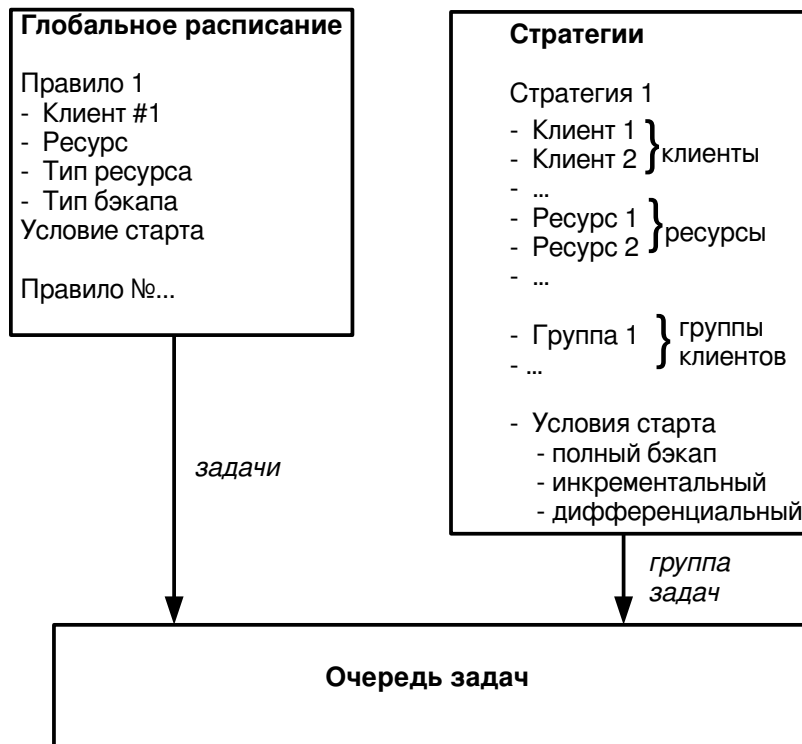 Глобальное расписание
Правило 1
- Клиент #1
- Ресурс
- Тип ресурса
- Тип бэкапа
Условие старта
Правило №...
Стратегии
Стратегия 1
- Клиент 1
- Клиент 2
клиенты
- ...
- Ресурс 1
- Ресурс 2
ресурсы
- ...
- Группа 1
группы
клиентов
- ...
- Условия старта
- полный бэкап
- инкрементальный
- дифференциальный
задачи
группа
задач
Очередь задач